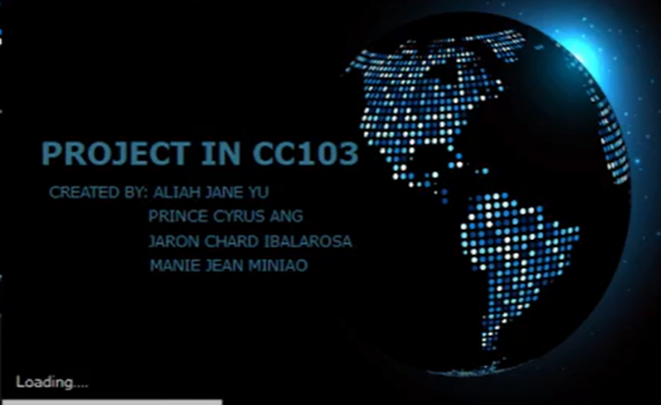 PROJECT IN CC103
CREATED BY: ALIAH JANE YU
PRINCE CYRUS ANG
JARON CHARD IBALAROSA
MANIE JEAN MINIAO
Loading....